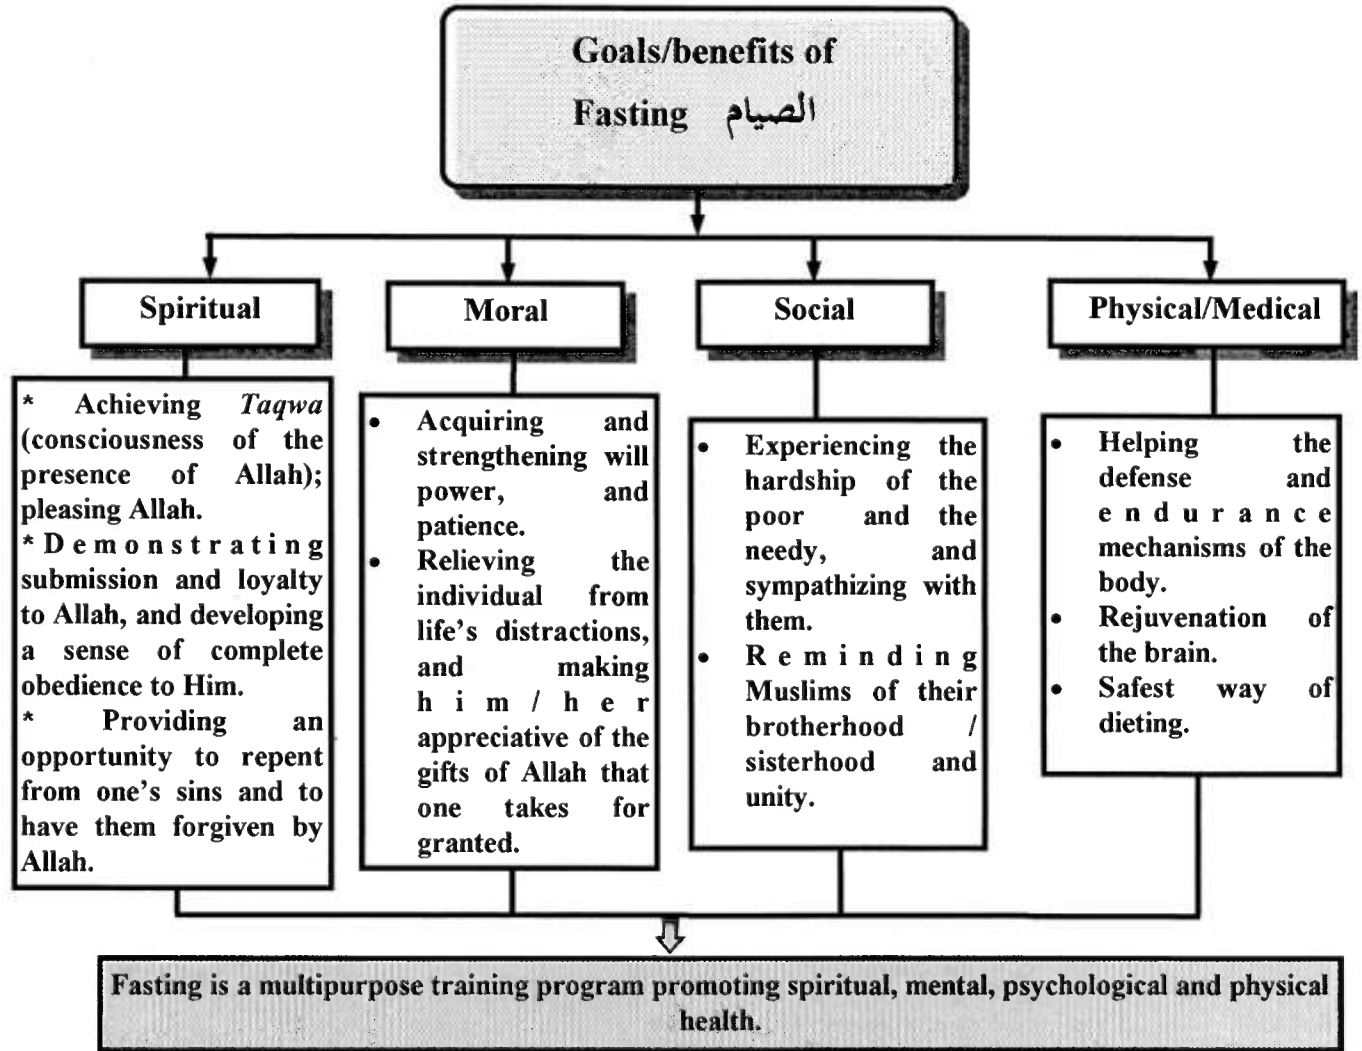 Goals/benefits of
Fasting الصيام
Spiritual
* Achieving Taqwa
(consciousness of the
presence of Allah);
pleasing Allah.
* Demonstrating
submission and loyalty
to Allah, and developing
a sense of complete
obedience to Him.
* Providing an
opportunity to repent
from one's sins and to
have them forgiven by
Allah.
Moral
• Acquiring and
strengthening will
power, and
patience.
• Relieving the
individual from
life's distractions,
and making
him/her
appreciative of the
gifts of Allah that
one takes for
granted.
Social
• Experiencing the
hardship of the
poor and the
needy, and
sympathizing with
them.
• Reminding
Muslims of their
brotherhood /
sisterhood and
unity.
Physical/Medical
• Helping the
defense and
endurance
mechanisms of the
body.
• Rejuvenation of
the brain.
• Safest way of
dieting.
Fasting is a multipurpose training program promoting spiritual, mental, psychological and physical
health.